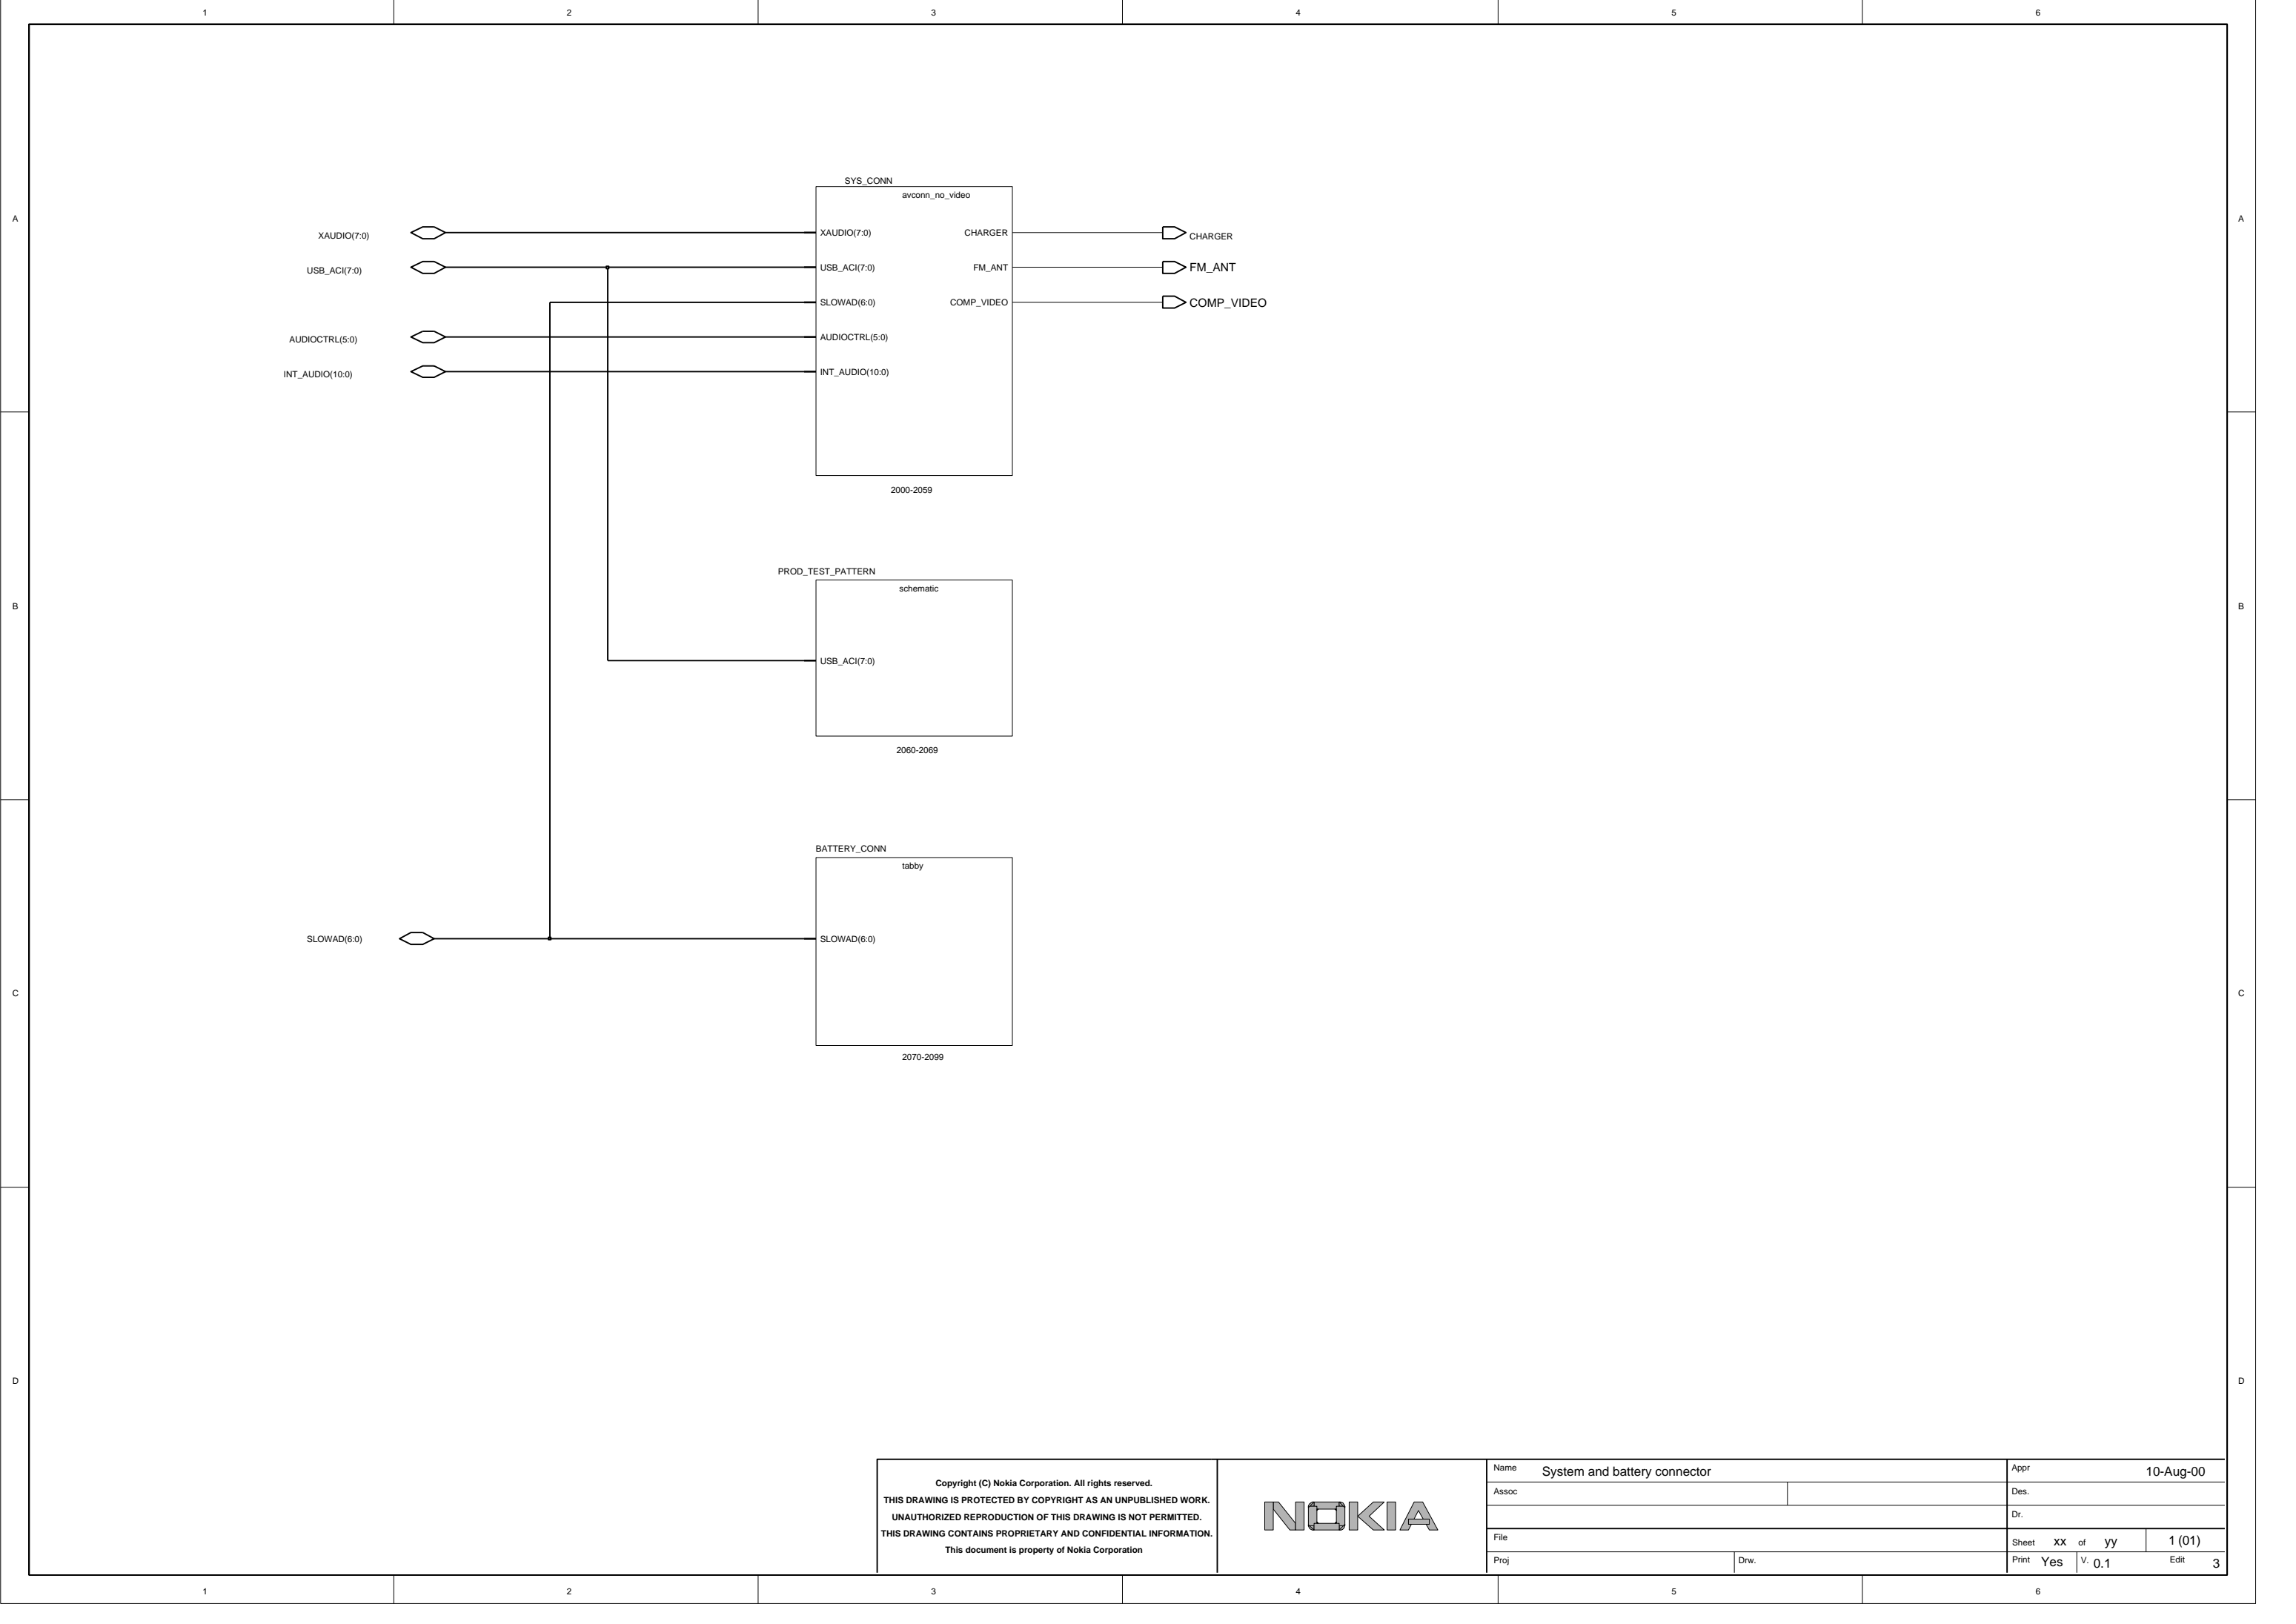 1 2 3 4 5 6
SYS_CONN
avconn_no_video
A A
XAUDIO(7:0) XAUDIO(7:0) CHARGER CHARGER
USB_ACI(7:0) USB_ACI(7:0) FM_ANT FM_ANT
SLOWAD(6:0) COMP_VIDEO COMP_VIDEO
AUDIOCTRL(5:0) AUDIOCTRL(5:0)
INT_AUDIO(10:0) INT_AUDIO(10:0)
2000-2059
PROD_TEST_PATTERN
schematic
B B
USB_ACI(7:0)
2060-2069
BATTERY_CONN
tabby
SLOWAD(6:0) SLOWAD(6:0)
C C
2070-2099
D D
Copyright (C) Nokia Corporation. All rights reserved.
THIS DRAWING IS PROTECTED BY COPYRIGHT AS AN UNPUBLISHED WORK.
UNAUTHORIZED REPRODUCTION OF THIS DRAWING IS NOT PERMITTED.
THIS DRAWING CONTAINS PROPRIETARY AND CONFIDENTIAL INFORMATION.
This document is property of Nokia Corporation
NOKIA
Name System and battery connector Appr 10-Aug-00
Assoc Des.
Dr.
File Sheet xx of yy 1 (01)
Proj Drw. Print Yes V. 0.1 Edit 3
1 2 3 4 5 6